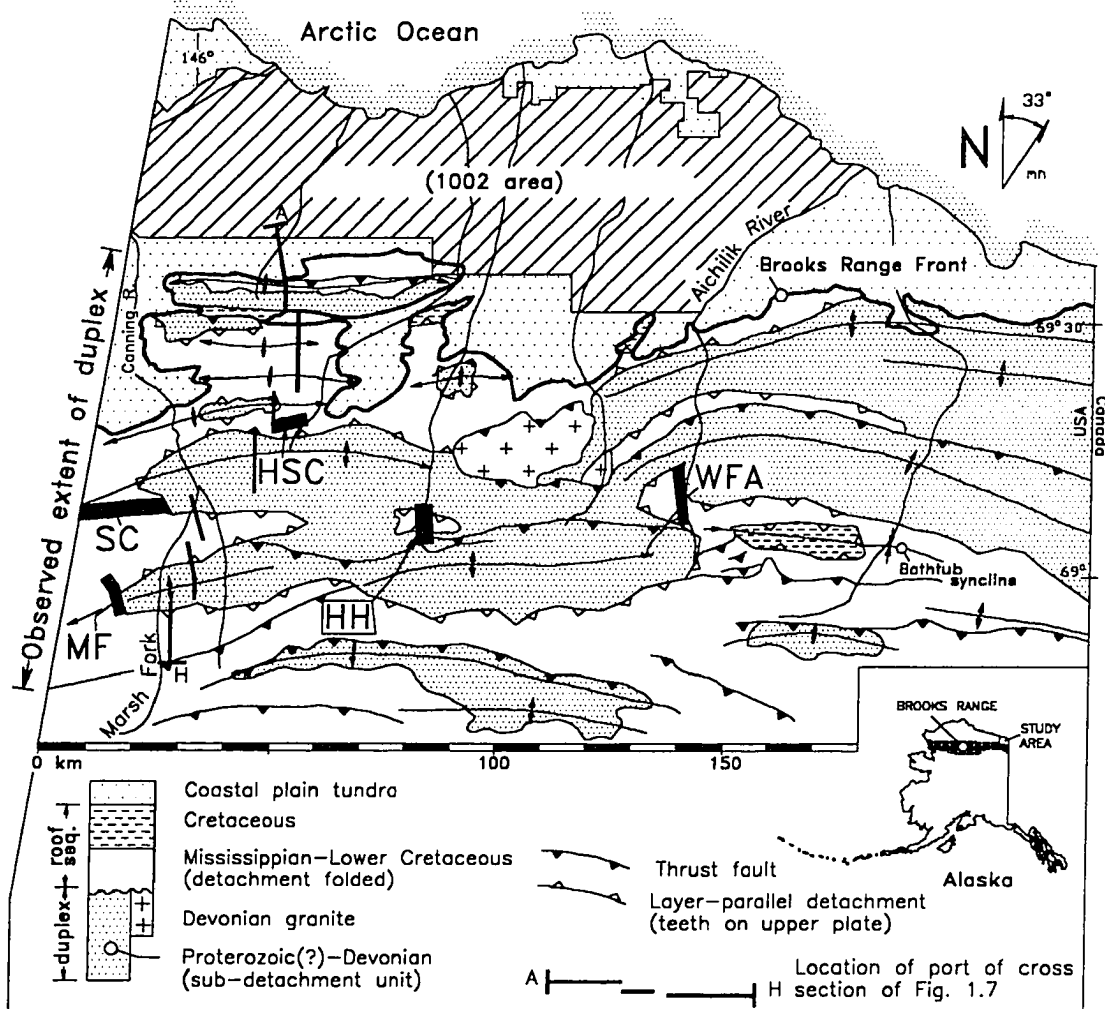 Arctic Ocean
146°
33°
N
mn
(1002 area)
A
Aichilik River
Brooks Range Front
Canning R.
69° 30'
USA
Canada
Observed extent of duplex
HSC
WFA
SC
Bathtub
syncline
69°
MF
HH
Marsh Fork
H
0 km 100 150
BROOKS RANGE
STUDY
AREA
Alaska
roof
seq.
duplex
Coastal plain tundra
Cretaceous
Mississippian-Lower Cretaceous
(detachment folded)
Devonian granite
Proterozoic(?)-Devonian
(sub-detachment unit)
Thrust fault
Layer-parallel detachment
(teeth on upper plate)
A H Location of part of cross
section of Fig. 1.7